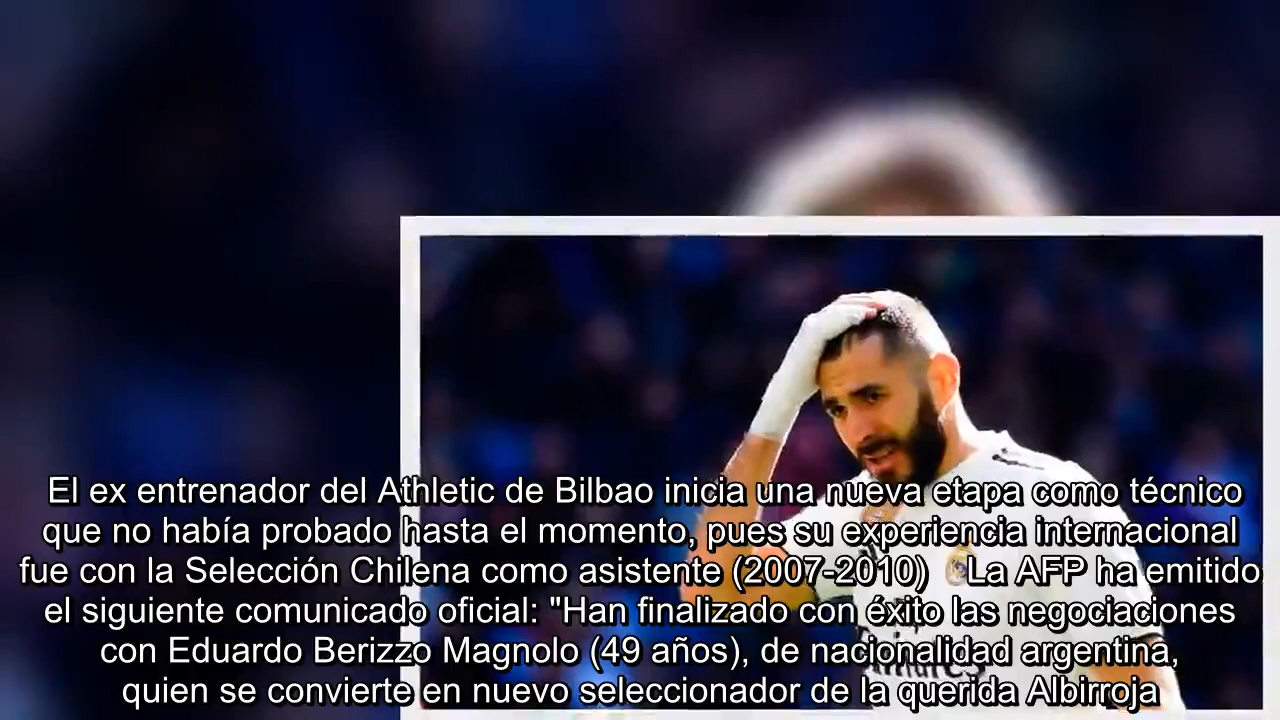 El ex entrenador del Athletic de Bilbao inicia una nueva etapa como técnico
que no había probado hasta el momento, pues su experiencia internacional
fue con la Selección Chilena como asistente (2007-2010) La AFP ha emitido
el siguiente comunicado oficial: "Han finalizado con éxito las negociaciones
con Eduardo Berizzo Magnolo (49 años), de nacionalidad argentina,
quien se convierte en nuevo seleccionador de la querida Albirroja